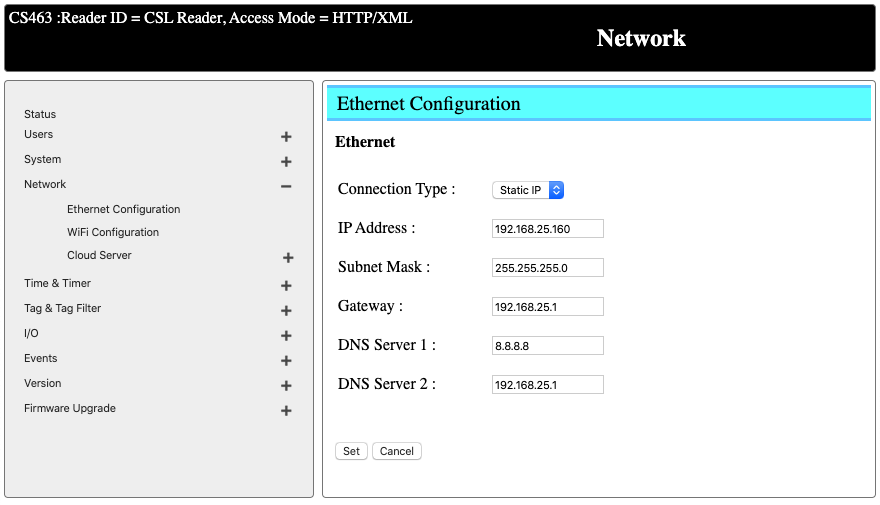 CS463 :Reader ID = CSL Reader, Access Mode = HTTP/XML
Network
Status
Users
System
Network
Ethernet Configuration
WiFi Configuration
Cloud Server
Time & Timer
Tag & Tag Filter
I/O
Events
Version
Firmware Upgrade
Ethernet Configuration
Ethernet
Connection Type : Static IP
IP Address : 192.168.25.160
Subnet Mask : 255.255.255.0
Gateway : 192.168.25.1
DNS Server 1 : 8.8.8.8
DNS Server 2 : 192.168.25.1
Set Cancel